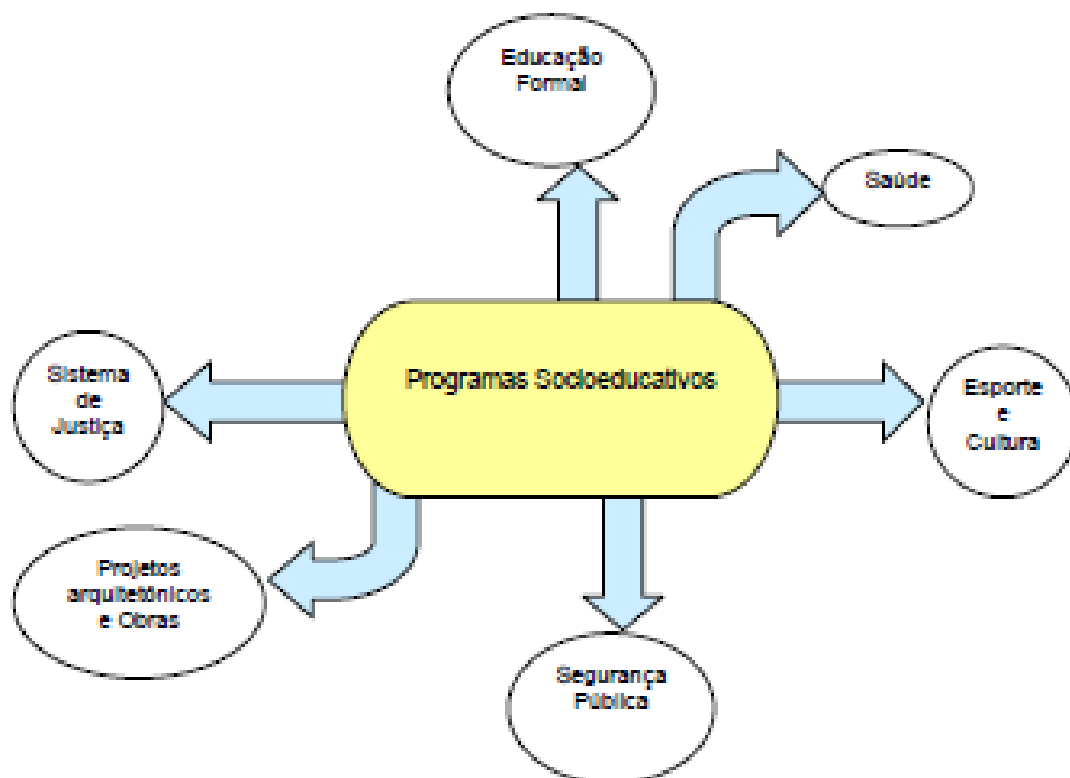 Educação
Formal
Saúde
Programas Socioeducativos
Sistema
de
Justiça
Esporte
e
Cultura
Projetos
arquitetônicos
e Obras
Segurança
Pública